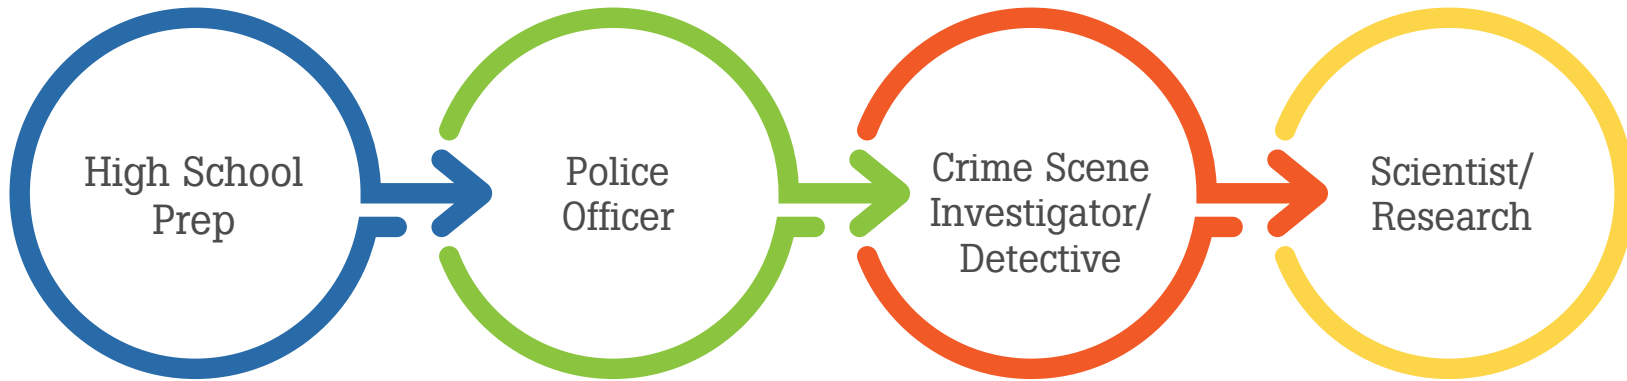 High School
Prep
Police
Officer
Crime Scene
Investigator/
Detective
Scientist/
Research